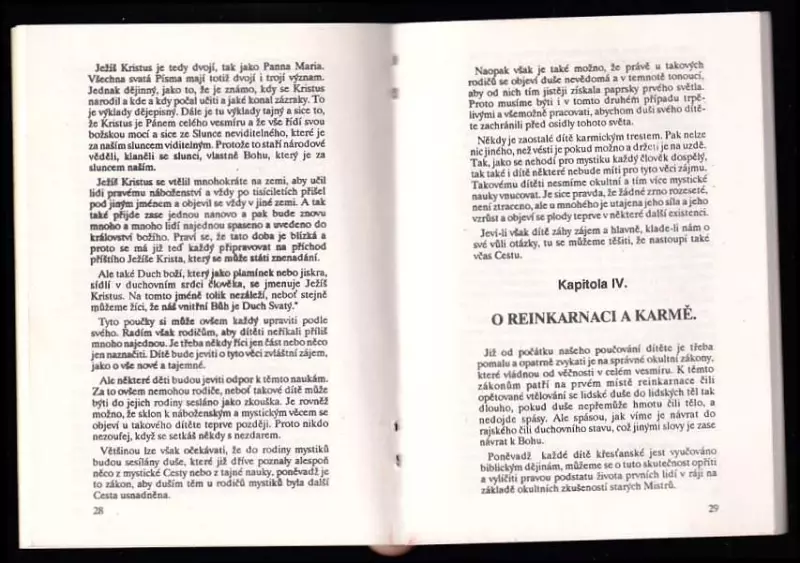 Ježíš Kristus je tedy dvojí, tak jako Panna Maria.
Všechna svatá Písma mají totiž dvojí i trojí význam.
Jednak dějinný, jako to, že je známo, kdy se Kristus
narodil a kde a kdy počal učiti a jaké konal zázraky. To
je výklady dějepisný. Dále je tu výklady tajný a sice to,
že Kristus je Pánem celého vesmíru a že vše řídí svou
božskou mocí a sice ze Slunce neviditelného, které je
za naším sluncem viditelným. Protože to staří národové
věděli, klaněli se slunci, vlastně Bohu, který je za
sluncem naším.
Ježíš Kristus se vtělil mnohokráte na zemi, aby učil
lidi pravému náboženství a vždy po tisíciletích přišel
pod jiným jménem a objevil se vždy v jiné zemi. A tak
také přijde zase jednou nanovo a pak bude znovu
mnoho a mnoho lidí najednou spaseno a uvedeno do
království božího. Praví se, že tato doba je blízká a
proto se má již teď každý připravovat na příchod
příštího Ježíše Krista, který se může státi znenadání.
Ale také Duch boží, který jako plamínek nebo jiskra,
sídlí v duchovním srdci člověka, se jmenuje Ježíš
Kristus. Na tomto jméně tolik nezáleží, neboť stejně
můžeme říci, že náš vnitřní Bůh je Duch Svatý."
Tyto poučky si může ovšem každý upraviti podle
svého. Radím však rodičům, aby dítěti neříkali příliš
mnoho najednou. Je třeba někdy říci jen část nebo něco
jen naznačiti. Dítě bude jeviti o tyto věci zvláštní zájem,
jako o vše nové a tajemné.
Ale některé děti budou jeviti odpor k těmto naukám.
Za to ovšem nemohou rodiče, neboť takové dítě může
býti do jejich rodiny sesláno jako zkouška. Je rovněž
možno, že sklon k náboženským a mystickým věcem se
objeví u takového dítěte teprve později. Proto nikdo
nezoufej, když se setkáš někdy s nezdarem.
Většinou lze však očekávati, že do rodiny mystiků
budou sesílány duše, které již dříve poznaly alespoň
něco z mystické Cesty nebo z tajné nauky, poněvadž je
to zákon, aby duším těm u rodičů mystiků byla další
Cesta usnadněna.
28
Naopak však je také možno, že právě u takových
rodičů se objeví duše nevědomá a v temnotě tonoucí,
aby od nich tím jistěji získala paprsky prvého světla.
Proto musíme býti i v tomto druhém případu trpě-
livými a všemožně pracovati, abychom duši svého dítě-
te zachránili před osidly tohoto světa.
Někdy je zaostalé dítě karmickým trestem. Pak nelze
nic jiného, než vésti je pokud možno a držeti je na uzdě.
Tak, jako se nehodí pro mystiku každý člověk dospělý,
tak také i dítě některé nebude míti pro tyto věci zájmu.
Takovému dítěti nesmíme okultní a tím více mystické
nauky vnucovat. Je sice pravda, že žádné zrno rozeseté,
není ztraceno, ale u mnohého je utajena jeho síla a jeho
vzrůst a objeví se plody teprve v některé další existenci.
Jeví-li však dítě záhy zájem a hlavně, klade-li nám o
své vůli otázky, tu se můžeme těšiti, že nastoupí také
včas Cestu.
Kapitola IV.
O REINKARNACI A KARMĚ.
Již od počátku našeho poučování dítěte je třeba
pomalu a opatrně zvykati je na správné okultní zákony,
které vládnou od věčnosti v celém vesmíru. K těmto
zákonům patří na prvém místě reinkarnace čili
opětované vtělování se lidské duše do lidských těl tak
dlouho, pokud duše nepřemůže hmotu čili tělo, a
nedojde spásy. Ale spásou, jak víme je návrat do
rajského čili duchovního stavu, což jinými slovy je zase
návrat k Bohu.
Poněvadž každé dítě křesťanské jest vyučováno
biblickým dějinám, můžeme se o tuto skutečnost opříti
a vylíčiti pravou podstatu života prvních lidí v ráji na
základě okultních zkušeností starých Mistrů.
29